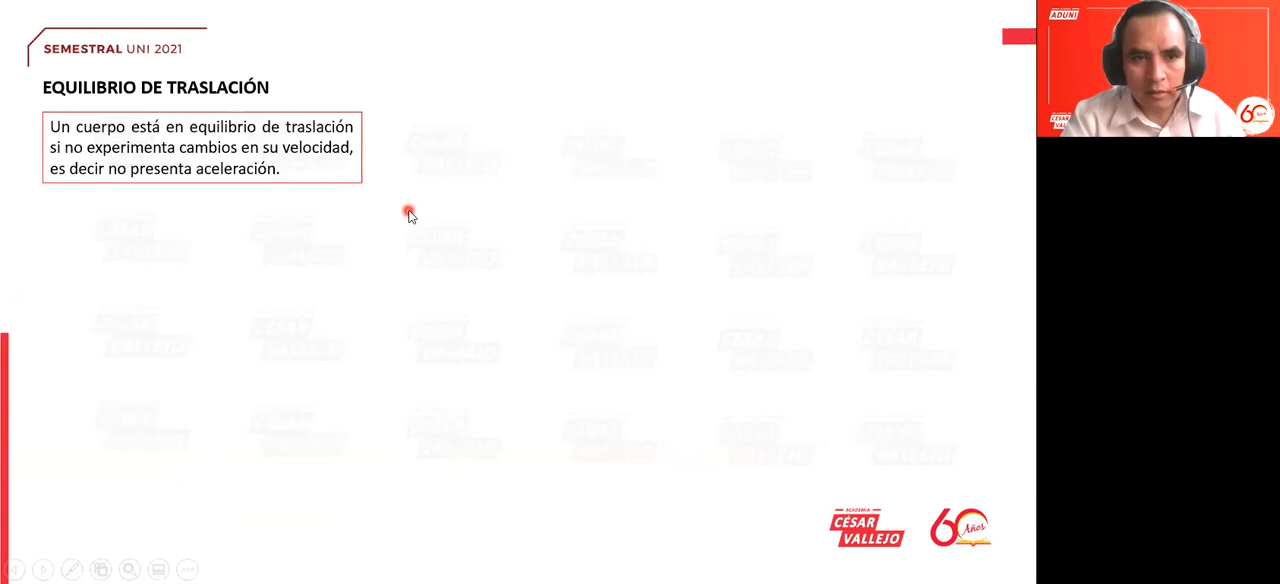 SEMESTRAL UNI 2021
EQUILIBRIO DE TRASLACIÓN
Un cuerpo está en equilibrio de traslación
si no experimenta cambios en su velocidad,
es decir no presenta aceleración.
ADUNI
60
ACADEMIA
CÉSAR
VALLEJO
60 Años